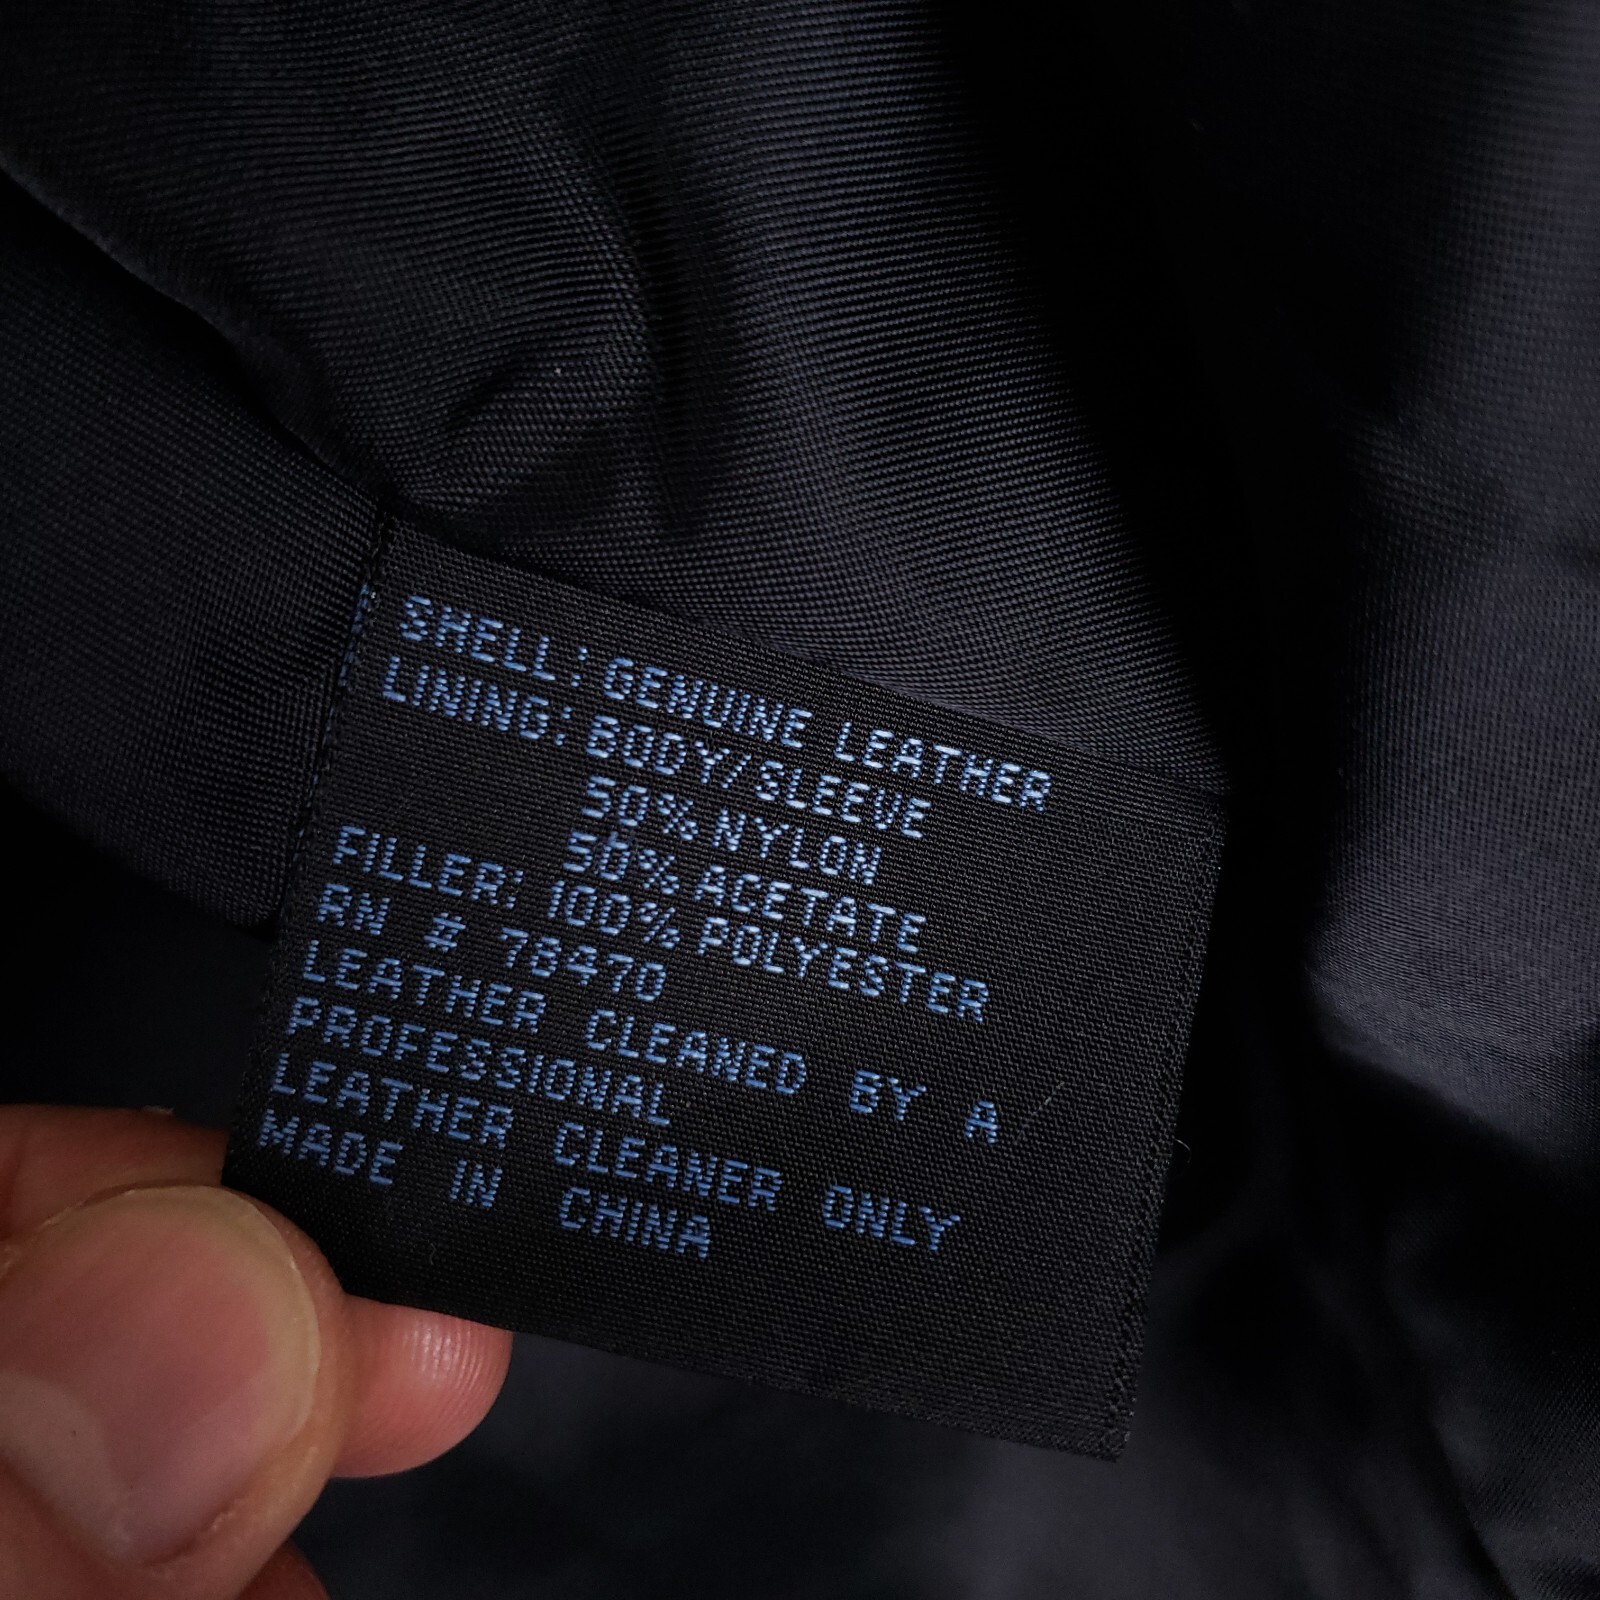 SHELL: GENUINE LEATHER
LINING: BODY/SLEEVE
50% NYLON
50% ACETATE
FILLER: 100% POLYESTER
RN # 78470
LEATHER CLEANED BY A
PROFESSIONAL
LEATHER CLEANER ONLY
MADE IN CHINA